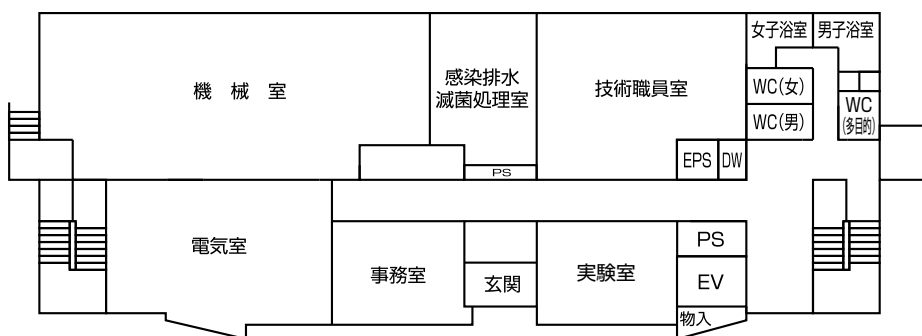 女子浴室
男子浴室
機 械 室
感染排水
滅菌処理室
技術職員室
WC(女)
WC
(多目的)
WC(男)
EPS
DW
PS
電気室
事務室
玄関
実験室
PS
EV
物入